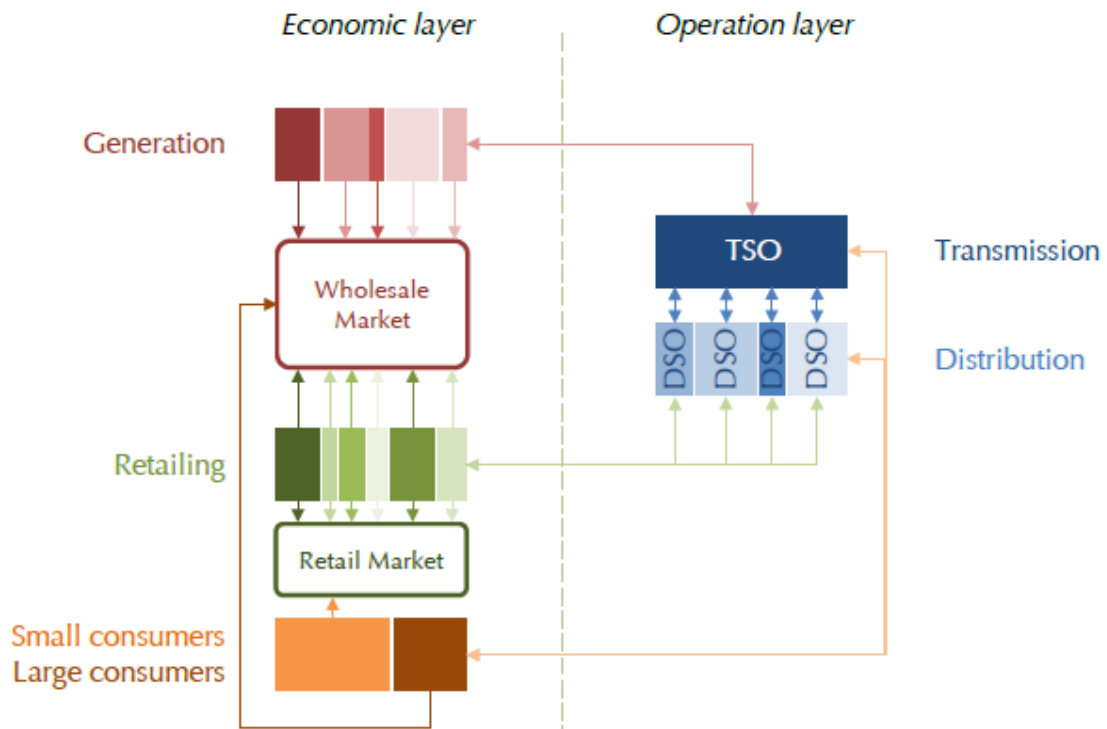 Economic layer
Operation layer
Generation
TSO
Transmission
Wholesale
Market
DSO
DSO
DSO
DSO
Distribution
Retailing
Retail Market
Small consumers
Large consumers